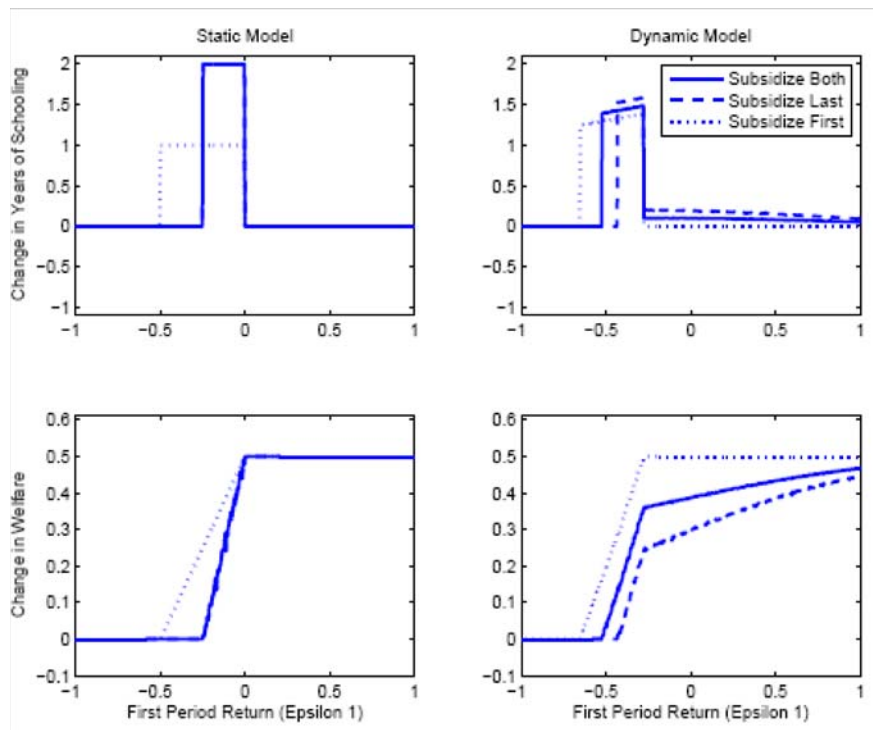 Static Model
Dynamic Model
Change in Years of Schooling
2
1.5
1
0.5
0
−0.5
−1
−1 −0.5 0 0.5 1
2
1.5
1
0.5
0
−0.5
−1
−1 −0.5 0 0.5 1
Subsidize Both
Subsidize Last
Subsidize First
Change in Welfare
0.6
0.5
0.4
0.3
0.2
0.1
0
−0.1
−1 −0.5 0 0.5 1
First Period Return (Epsilon 1)
0.6
0.5
0.4
0.3
0.2
0.1
0
−0.1
−1 −0.5 0 0.5 1
First Period Return (Epsilon 1)